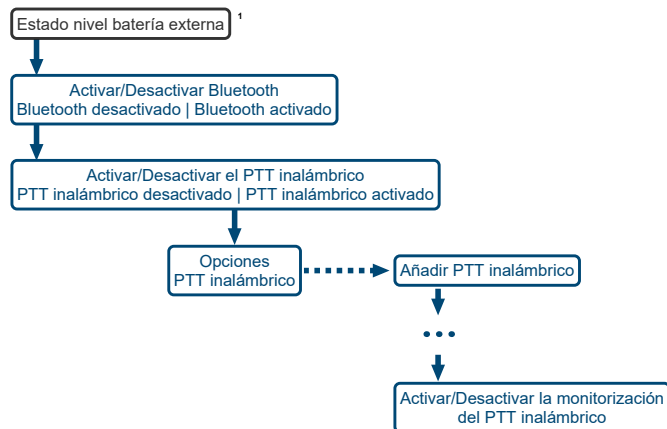 Estado nivel batería externa ¹
Activar/Desactivar Bluetooth
Bluetooth desactivado | Bluetooth activado
Activar/Desactivar el PTT inalámbrico
PTT inalámbrico desactivado | PTT inalámbrico activado
Opciones
PTT inalámbrico
Añadir PTT inalámbrico
...
Activar/Desactivar la monitorización
del PTT inalámbrico